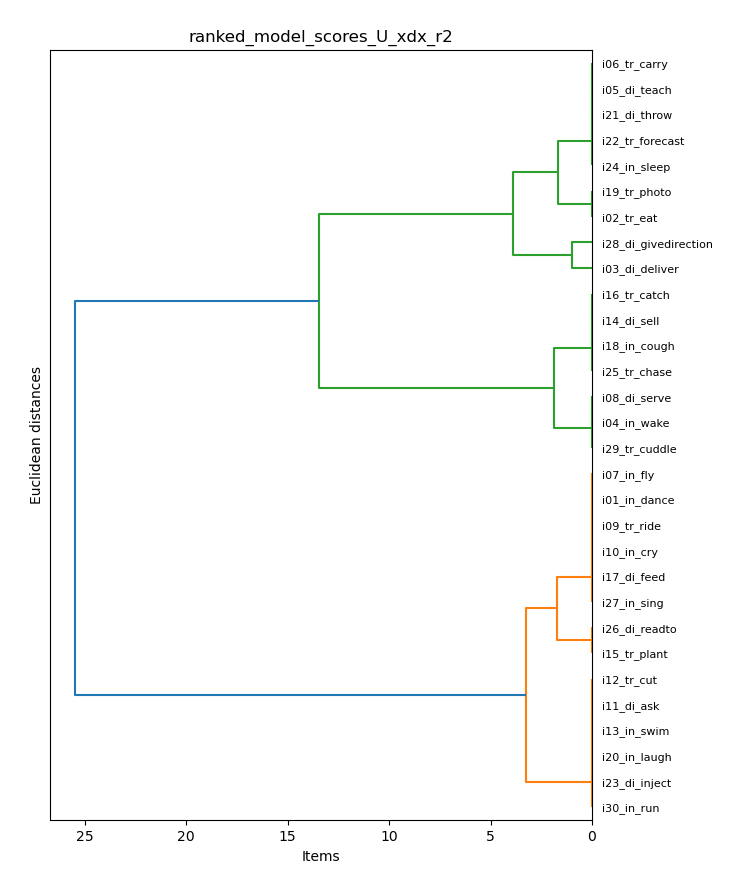 ranked_model_scores_U_xdx_r2
i06_tr_carry
i05_di_teach
i21_di_throw
i22_tr_forecast
i24_in_sleep
i19_tr_photo
i02_tr_eat
i28_di_givedirection
i03_di_deliver
i16_tr_catch
i14_di_sell
i18_in_cough
i25_tr_chase
i08_di_serve
i04_in_wake
i29_tr_cuddle
i07_in_fly
i01_in_dance
i09_tr_ride
i10_in_cry
i17_di_feed
i27_in_sing
i26_di_readto
i15_tr_plant
i12_tr_cut
i11_di_ask
i13_in_swim
i20_in_laugh
i23_di_inject
i30_in_run
Euclidean distances
25 20 15 10 5 0
Items